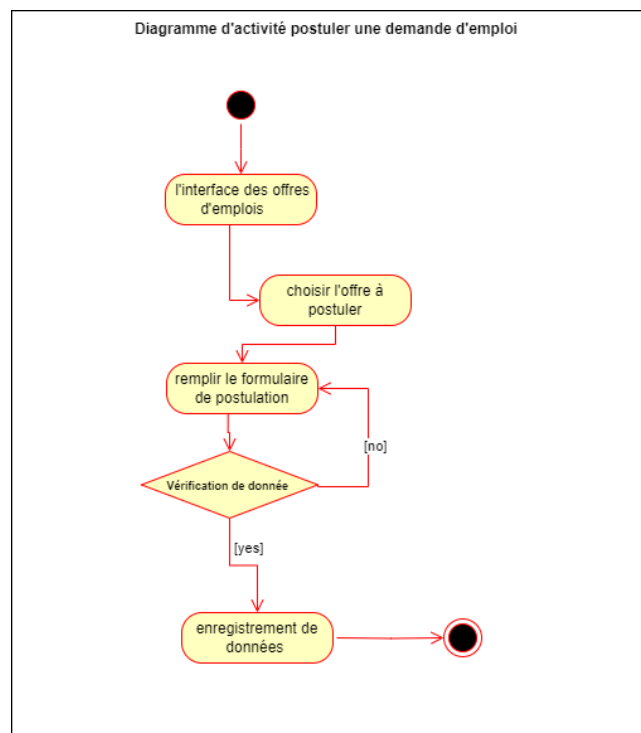 Diagramme d'activité postuler une demande d'emploi
l'interface des offres
d'emplois
choisir l'offre à
postuler
remplir le formulaire
de postulation
[no]
Vérification de donnée
[yes]
enregistrement de
données